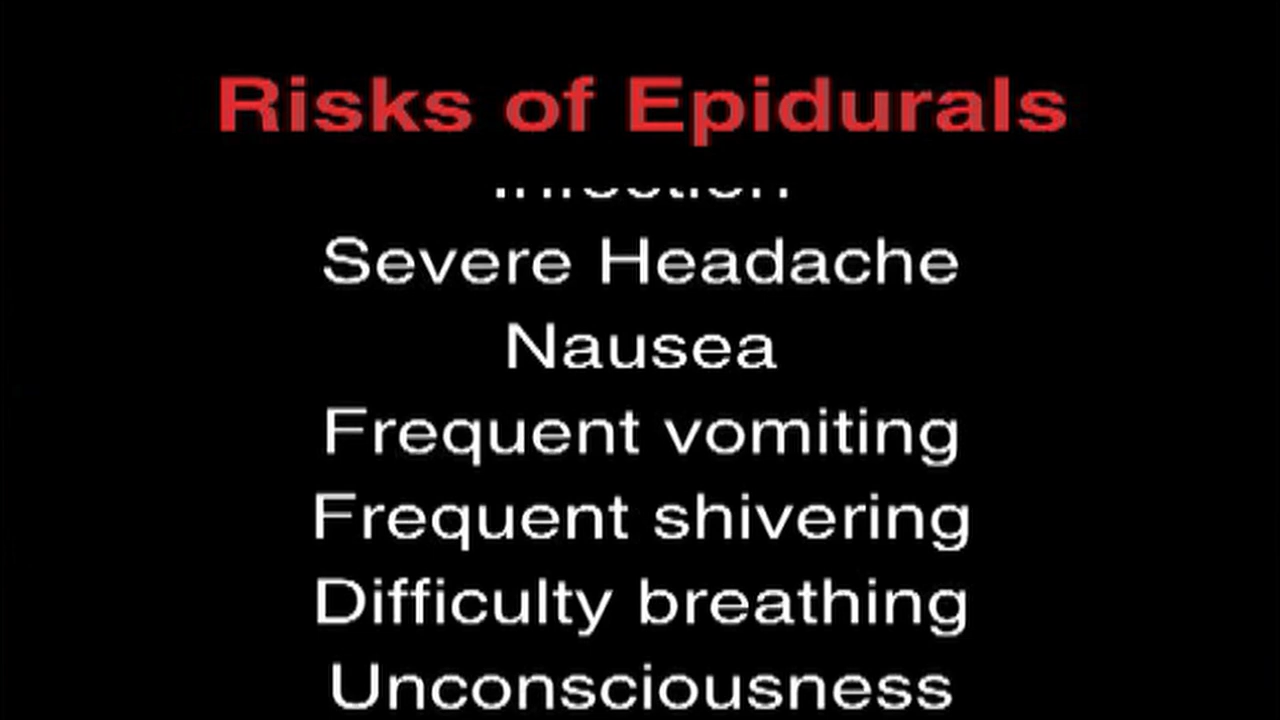 Risks of Epidurals
Severe Headache
Nausea
Frequent vomiting
Frequent shivering
Difficulty breathing
Unconsciousness